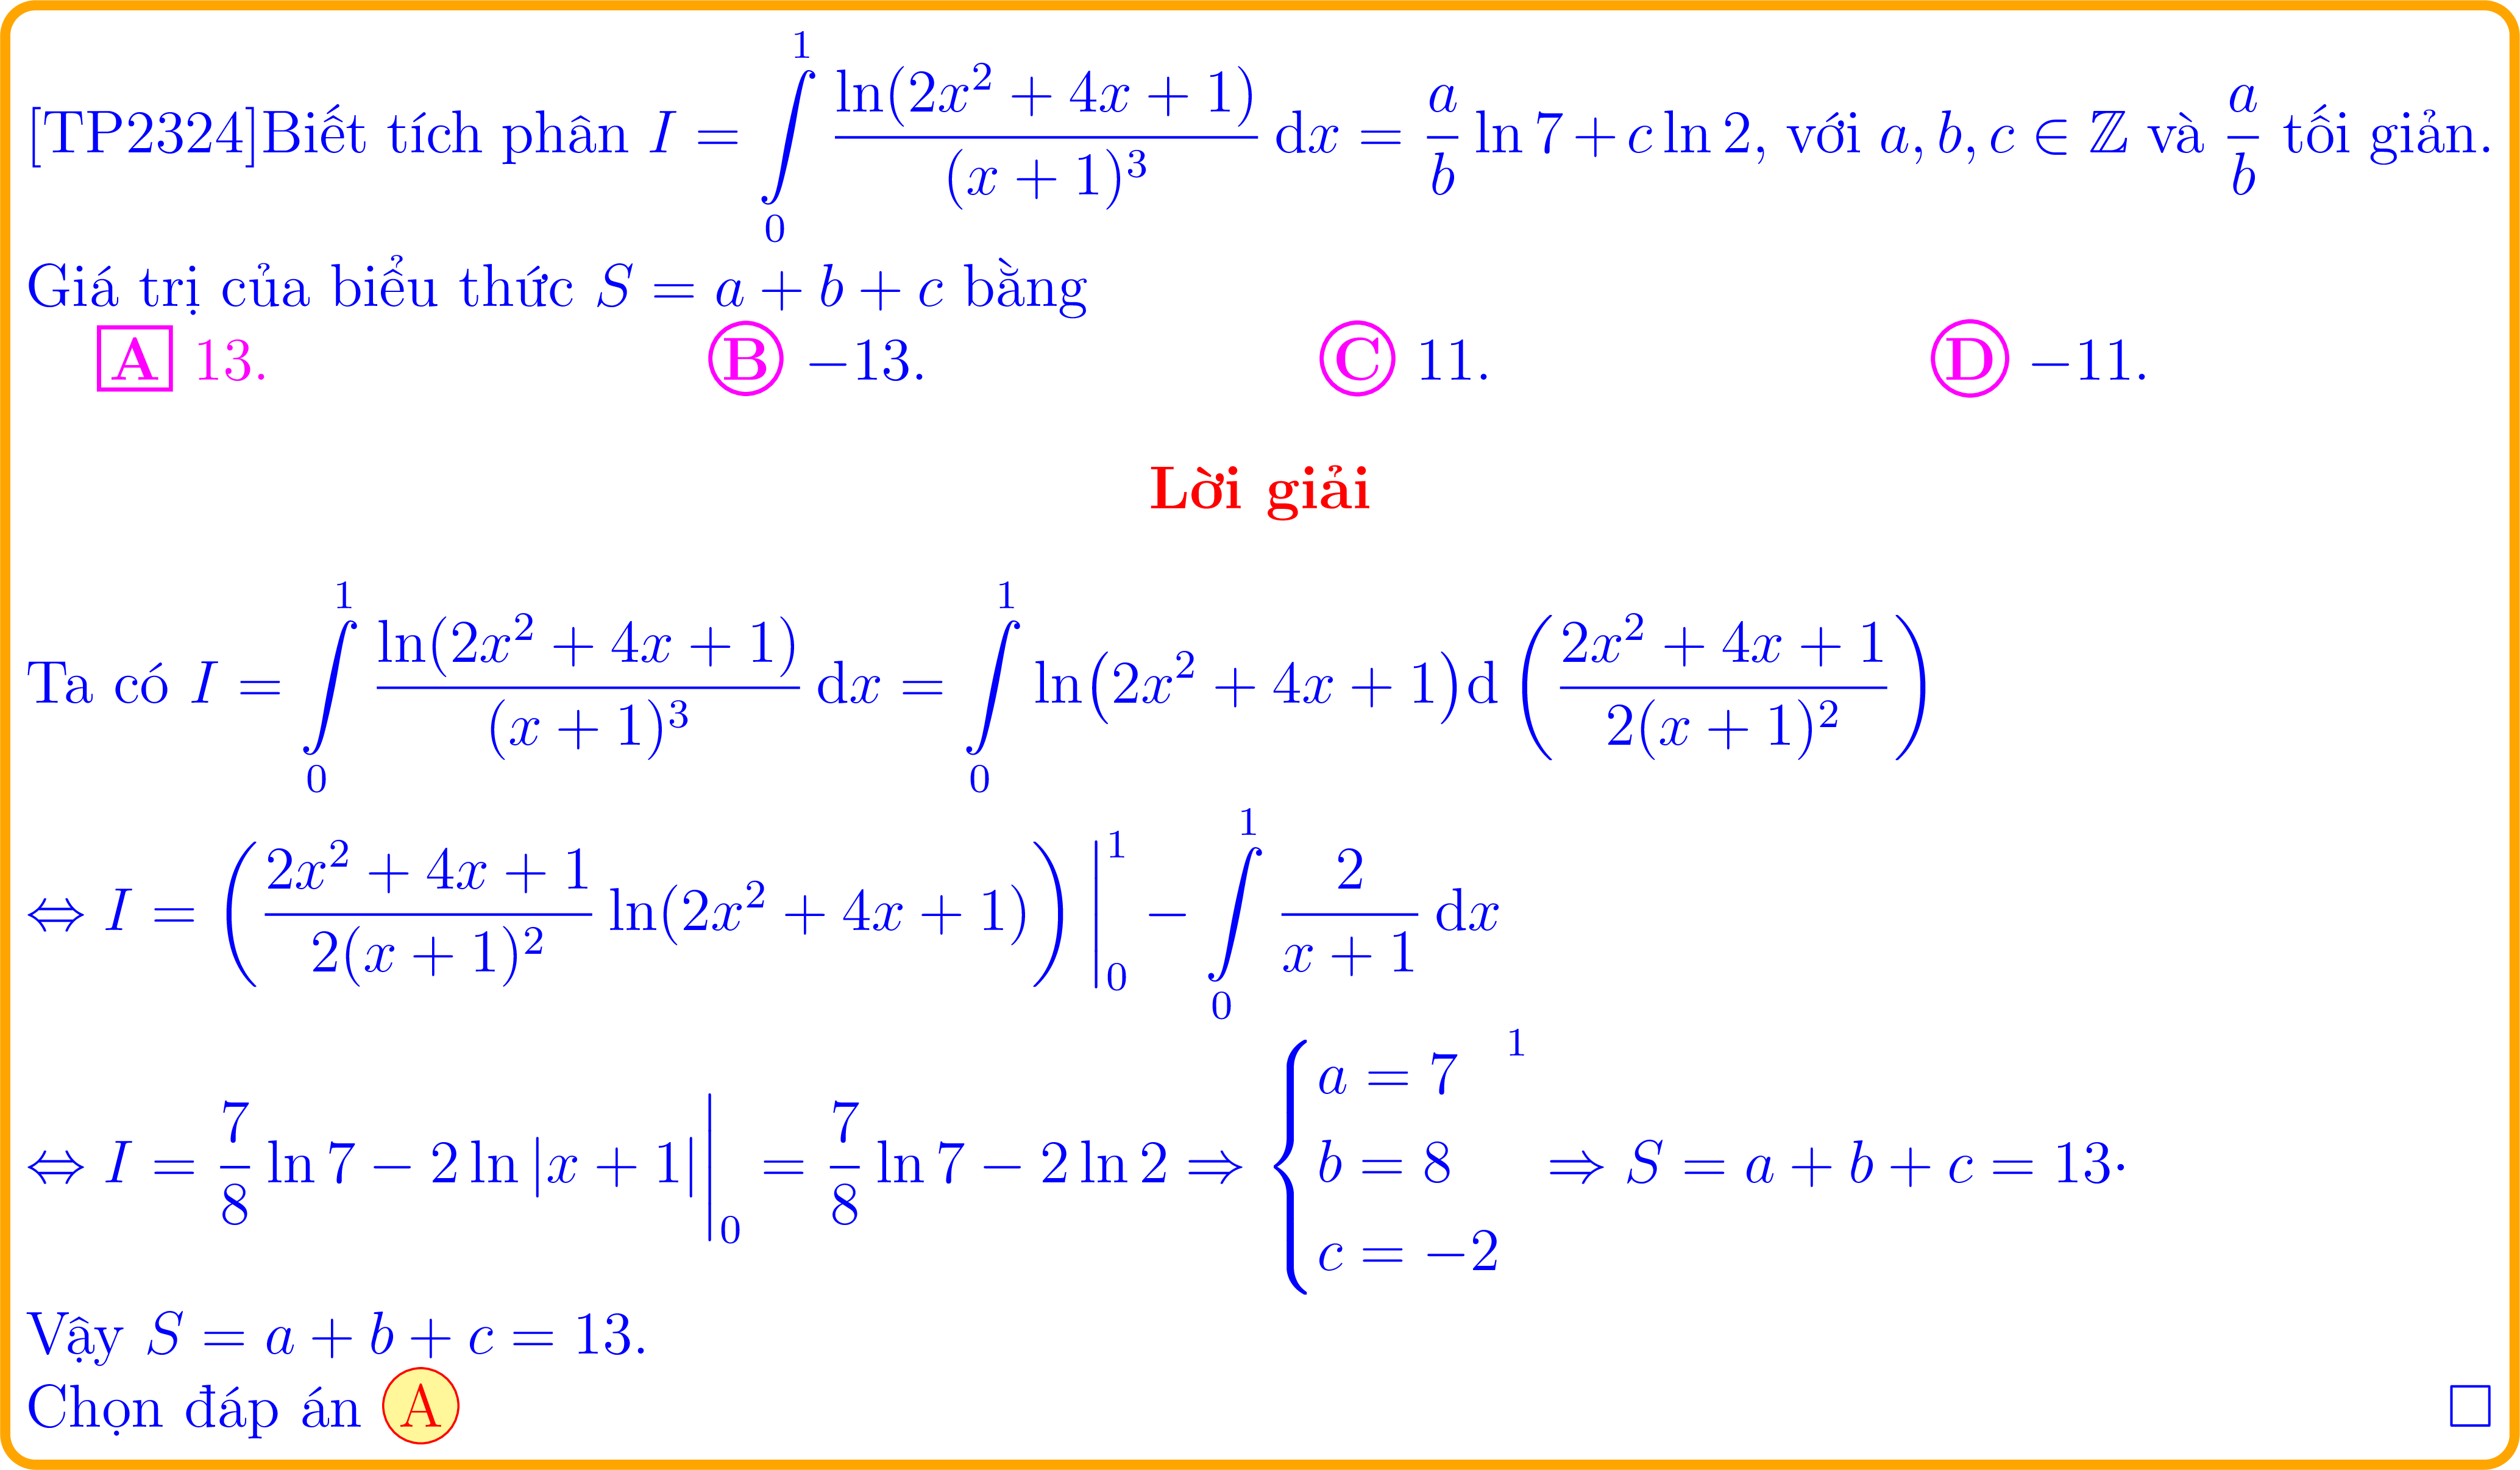 [TP2324]Biết tích phân $I = \int\limits_0^1 \frac{\ln(2x^2 + 4x + 1)}{(x + 1)^3} \, \mathrm{d}x = \frac{a}{b} \ln 7 + c \ln 2$, với $a, b, c \in \mathbb{Z}$ và $\frac{a}{b}$ tối giản.
Giá trị của biểu thức $S = a + b + c$ bằng
A 13. B −13. C 11. D −11.
Lời giải
Ta có $I = \int\limits_0^1 \frac{\ln(2x^2 + 4x + 1)}{(x + 1)^3} \, \mathrm{d}x = \int\limits_0^1 \ln(2x^2 + 4x + 1) \mathrm{d}\left(\frac{2x^2 + 4x + 1}{2(x + 1)^2}\right)$
$\Leftrightarrow I = \left(\frac{2x^2 + 4x + 1}{2(x + 1)^2} \ln(2x^2 + 4x + 1)\right)\Big|_0^1 - \int\limits_0^1 \frac{2}{x + 1} \, \mathrm{d}x$
$\Leftrightarrow I = \frac{7}{8} \ln 7 - 2 \ln|x + 1|\Big|_0 = \frac{7}{8} \ln 7 - 2 \ln 2 \Rightarrow \begin{cases} a = 7 \\ b = 8 \\ c = -2 \end{cases}^1 \Rightarrow S = a + b + c = 13 \cdot$
Vậy $S = a + b + c = 13.$
Chọn đáp án A □